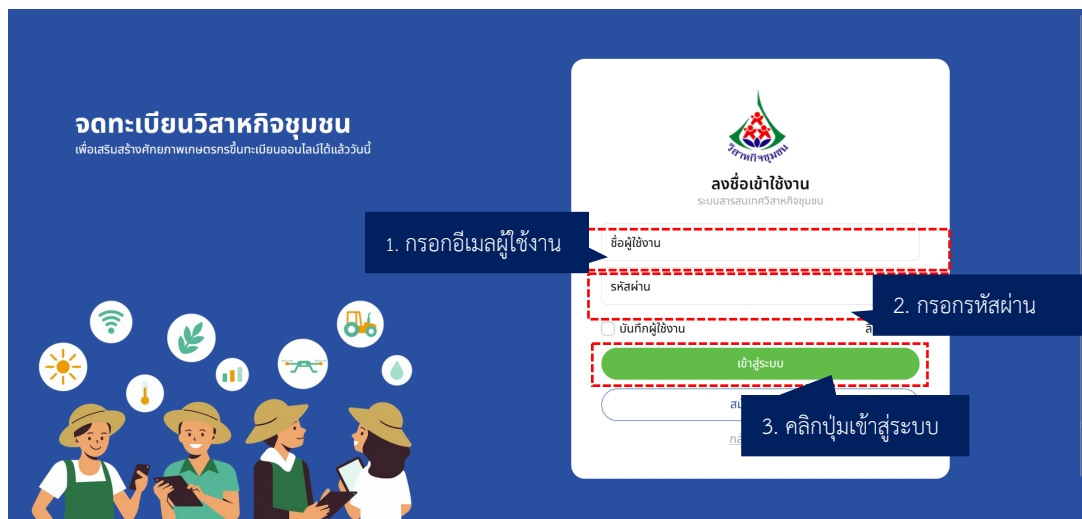 จดทะเบียนวิสาหกิจชุมชน
เพื่อเสริมสร้างศักยภาพเกษตรกรขึ้นทะเบียนออนไลน์ได้แล้ววันนี้
วิสาหกิจชุมชน
ลงชื่อเข้าใช้งาน
ระบบสารสนเทศวิสาหกิจชุมชน
1. กรอกอีเมลผู้ใช้งาน
ชื่อผู้ใช้งาน
รหัสผ่าน
2. กรอกรหัสผ่าน
บันทึกผู้ใช้งาน
เข้าสู่ระบบ
3. คลิกปุ่มเข้าสู่ระบบ